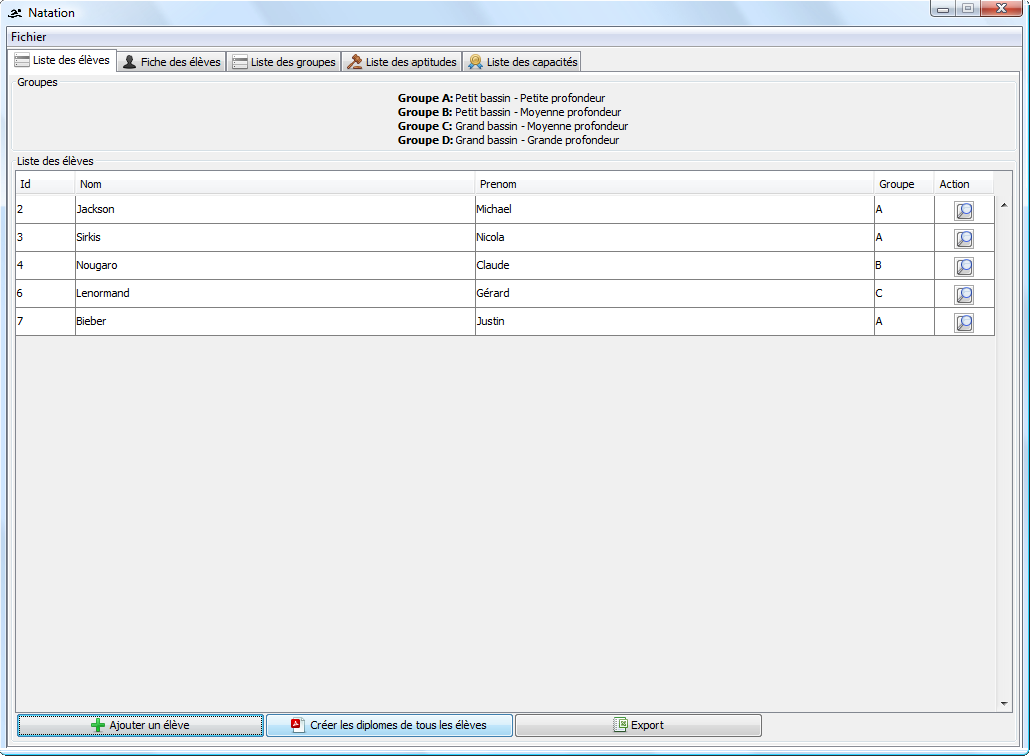 Natation
Fichier
Liste des élèves Fiche des élèves Liste des groupes Liste des aptitudes Liste des capacités
Groupes
Groupe A: Petit bassin - Petite profondeur
Groupe B: Petit bassin - Moyenne profondeur
Groupe C: Grand bassin - Moyenne profondeur
Groupe D: Grand bassin - Grande profondeur
Liste des élèves
Id Nom Prenom Groupe Action
2 Jackson Michael A
3 Sirkis Nicola A
4 Nougaro Claude B
6 Lenormand Gérard C
7 Bieber Justin A
Ajouter un élève Créer les diplomes de tous les élèves Export